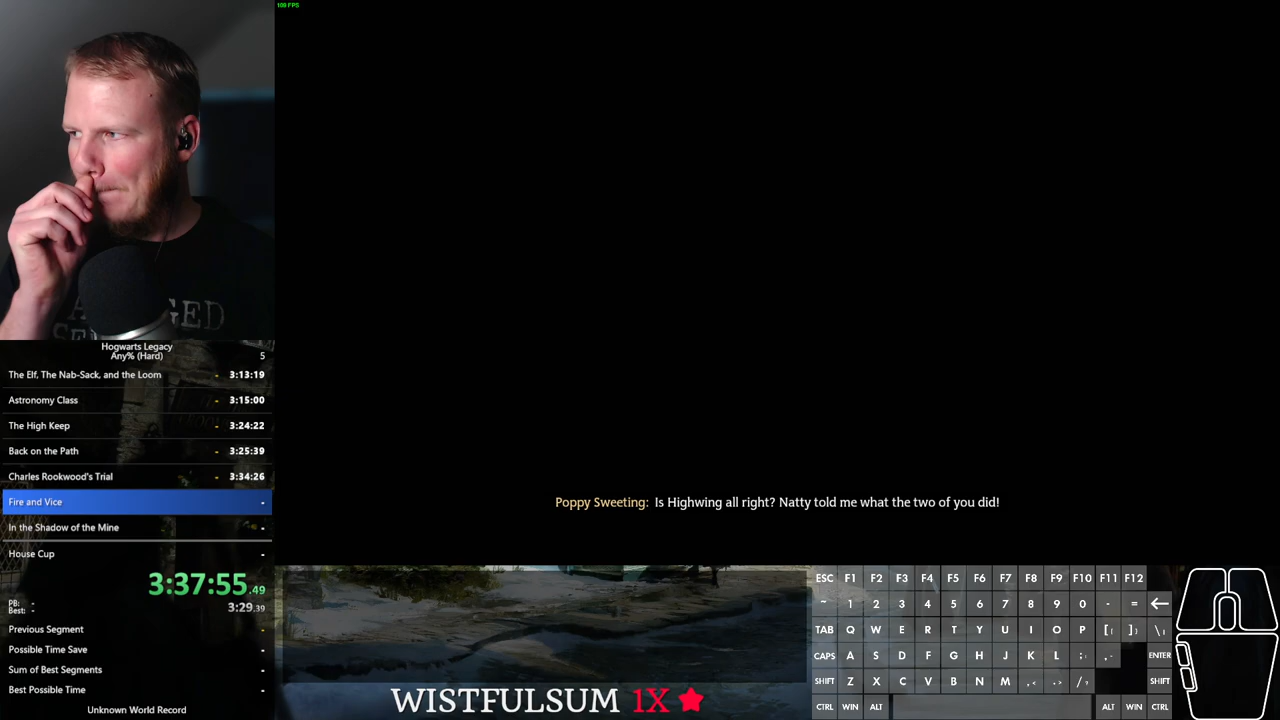 109 FPS
GED
Hogwarts Legacy
Any% (Hard)
5
The Elf, The Nab-Sack, and the Loom - 3:13:19
Astronomy Class - 3:15:00
The High Keep - 3:24:22
Back on the Path - 3:25:39
Charles Rookwood's Trial - 3:34:26
Fire and Vice -
In the Shadow of the Mine -
House Cup -
3:37:55.49
PB: -
Best: -
3:29.39
Previous Segment -
Possible Time Save -
Sum of Best Segments -
Best Possible Time -
Unknown World Record
Poppy Sweeting: Is Highwing all right? Natty told me what the two of you did!
WISTFULSUM 1X
ESC F1 F2 F3 F4 F5 F6 F7 F8 F9 F10 F11 F12
~ 1 2 3 4 5 6 7 8 9 0 - = ←
TAB Q W E R T Y U I O P [{ ]} \|
CAPS A S D F G H J K L ;: ,. ENTER
SHIFT Z X C V B N M ,< .> /? SHIFT
CTRL WIN ALT ALT WIN CTRL